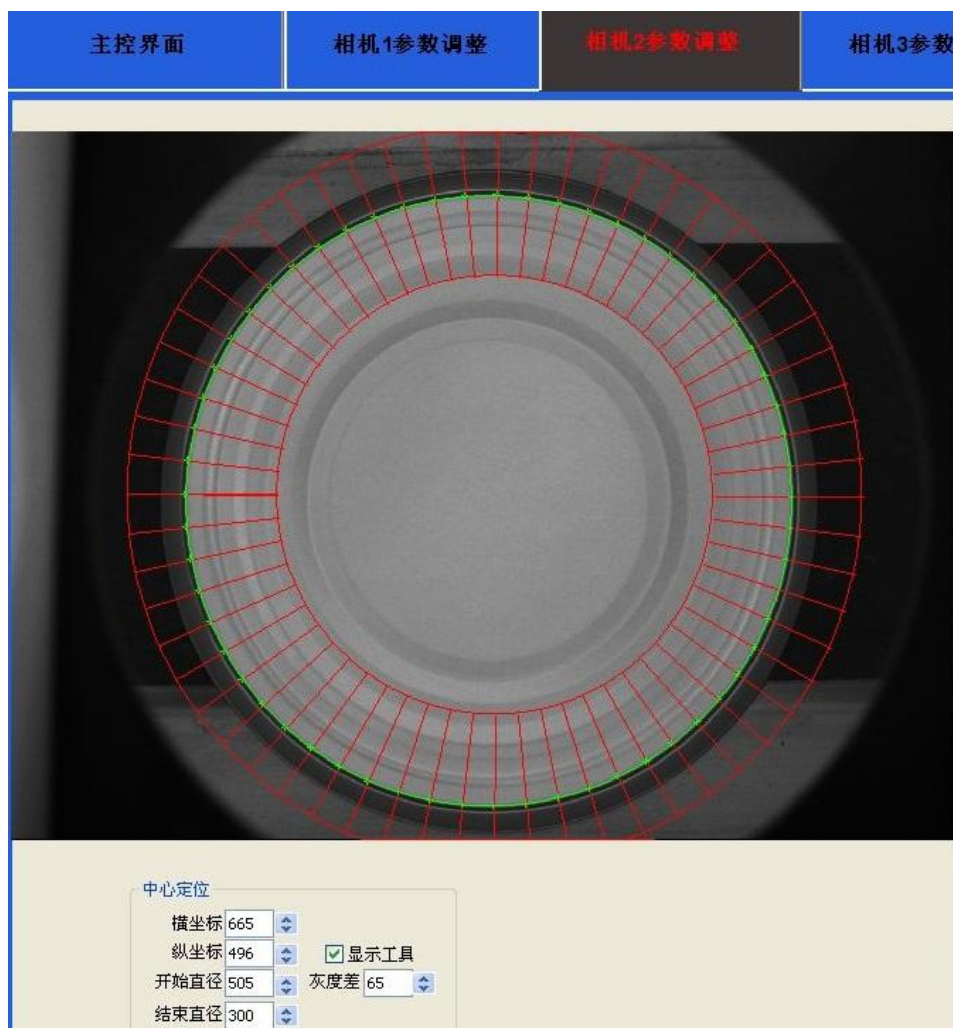 主控界面 相机1参数调整 相机2参数调整 相机3参数
中心定位
横坐标 665
纵坐标 496 显示工具
开始直径 505 灰度差 65
结束直径 300